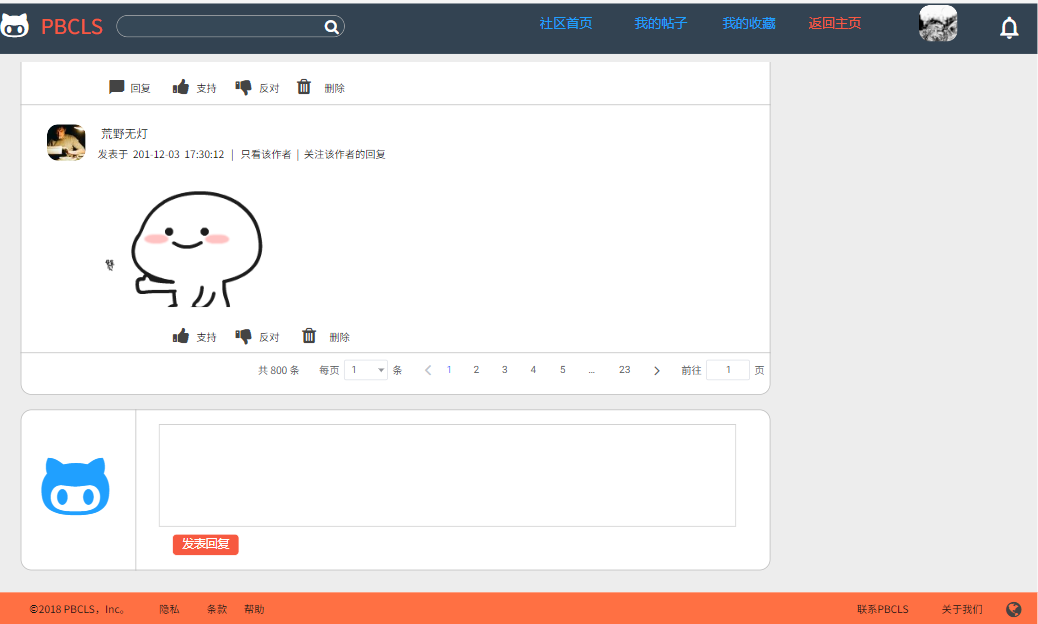 PBCLS 社区首页 我的帖子 我的收藏 返回主页
回复 支持 反对 删除
荒野无灯
发表于 201-12-03 17:30:12 | 只看该作者 | 关注该作者的回复
支持 反对 删除
共 800 条 每页 1 条 1 2 3 4 5 ... 23 前往 1 页
发表回复
©2018 PBCLS，Inc。 隐私 条款 帮助 联系PBCLS 关于我们